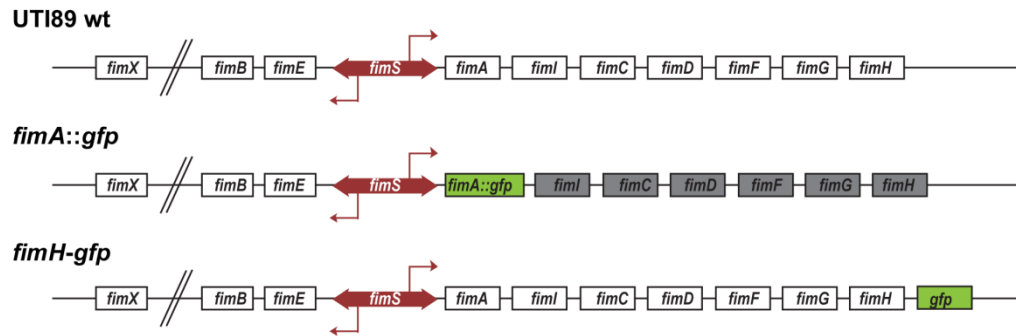 UTI89 wt
fimX fimB fimE fimS fimA fimI fimC fimD fimF fimG fimH
fimA::gfp
fimX fimB fimE fimS fimA::gfp fimI fimC fimD fimF fimG fimH
fimH-gfp
fimX fimB fimE fimS fimA fimI fimC fimD fimF fimG fimH gfp